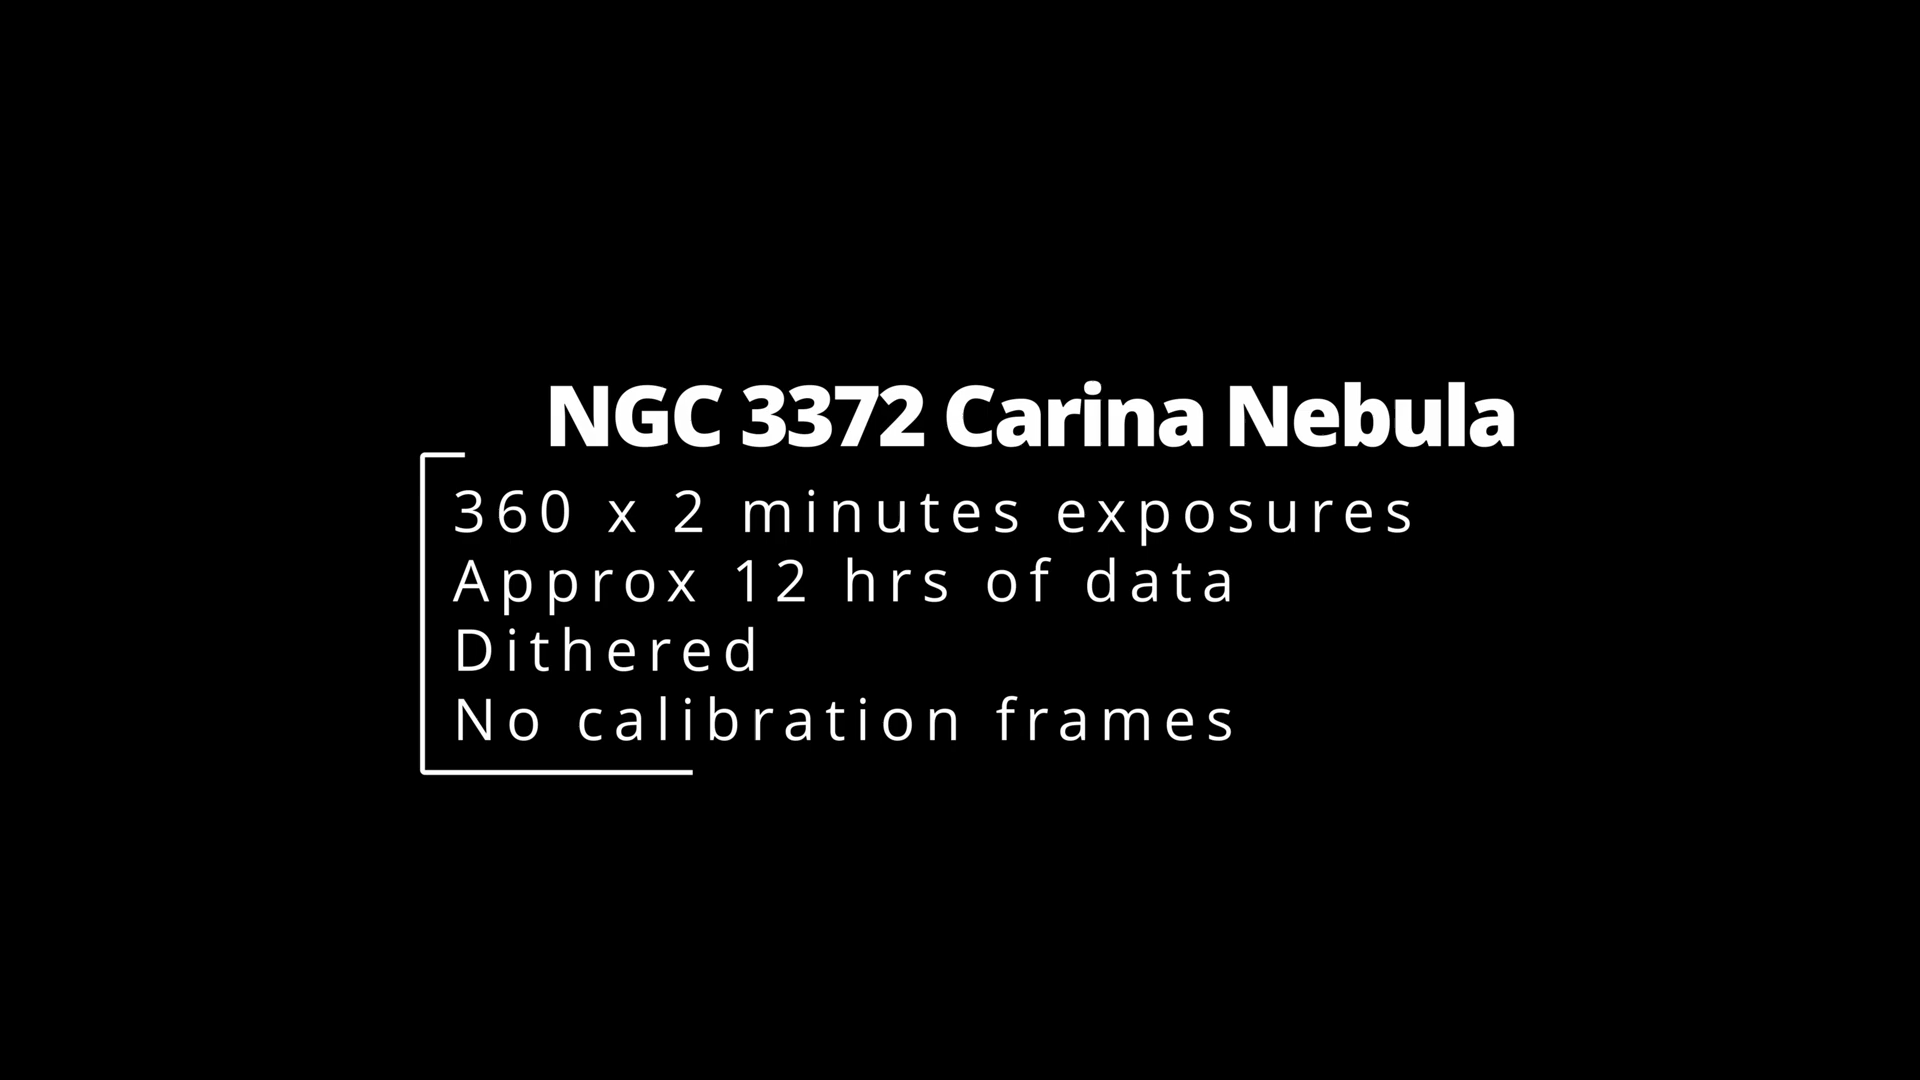 NGC 3372 Carina Nebula
360 x 2 minutes exposures
Approx 12 hrs of data
Dithered
No calibration frames